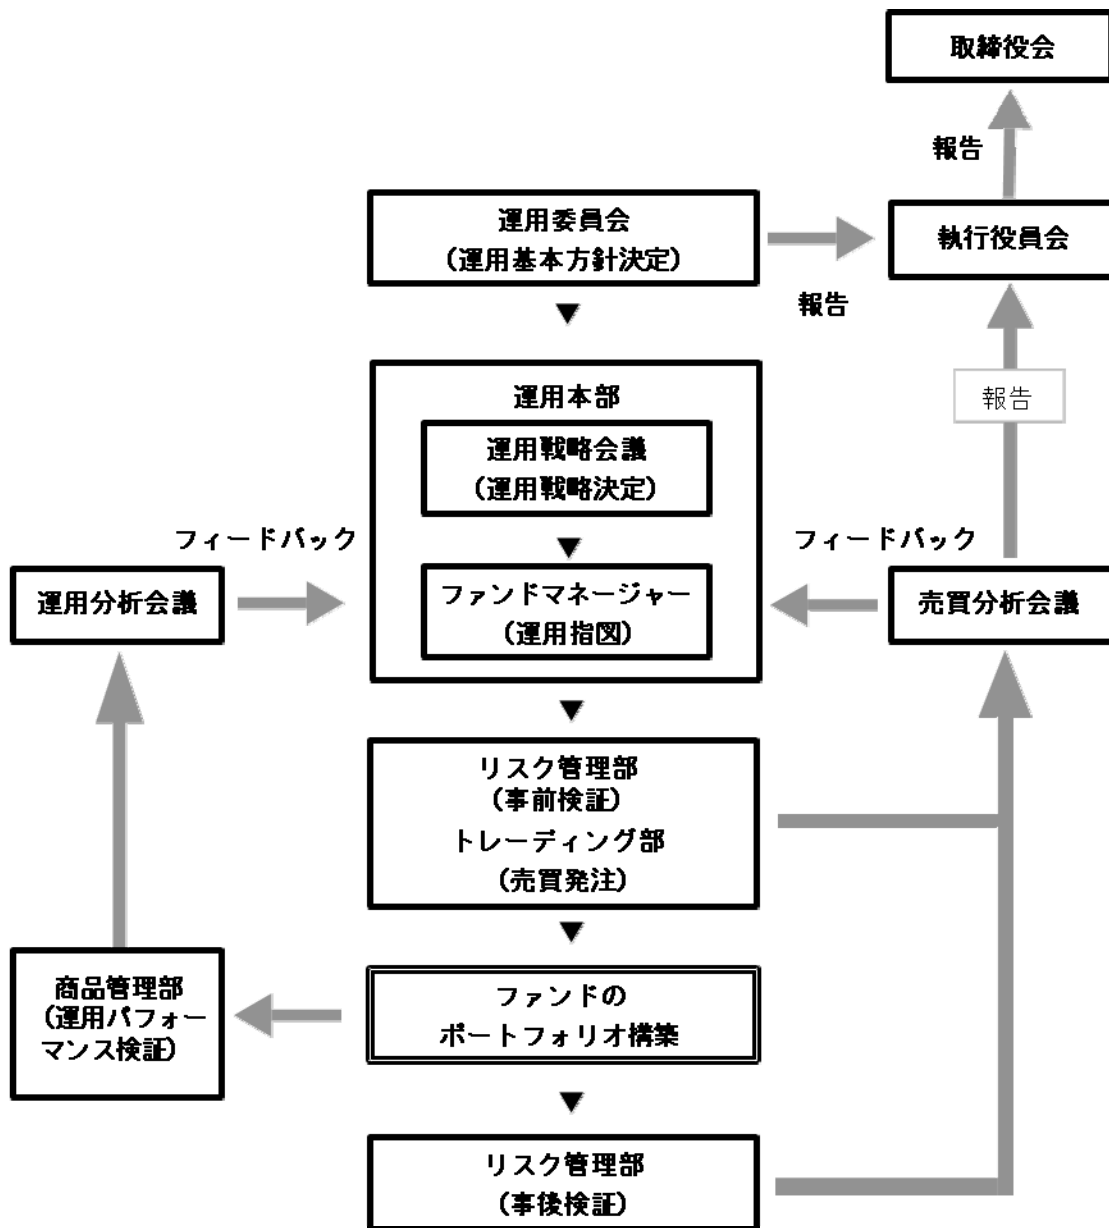 取締役会
報告
運用委員会
(運用基本方針決定)
執行役員会
報告
運用本部
報告
運用戦略会議
(運用戦略決定)
フィードバック
フィードバック
運用分析会議
ファンドマネージャー
(運用指図)
売買分析会議
リスク管理部
(事前検証)
トレーディング部
(売買発注)
商品管理部
(運用パフォー
マンス検証)
ファンドの
ポートフォリオ構築
リスク管理部
(事後検証)